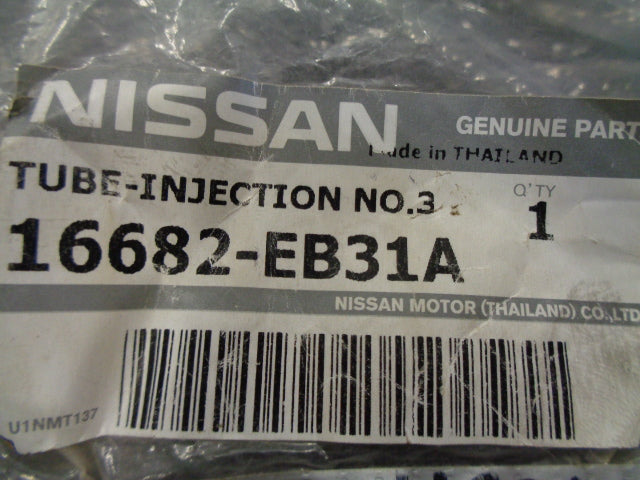 NISSAN GENUINE PART
Made in THAILAND
TUBE-INJECTION NO.3 Q'TY
16682-EB31A 1
NISSAN MOTOR (THAILAND) CO.,LTD.
U1NMT137